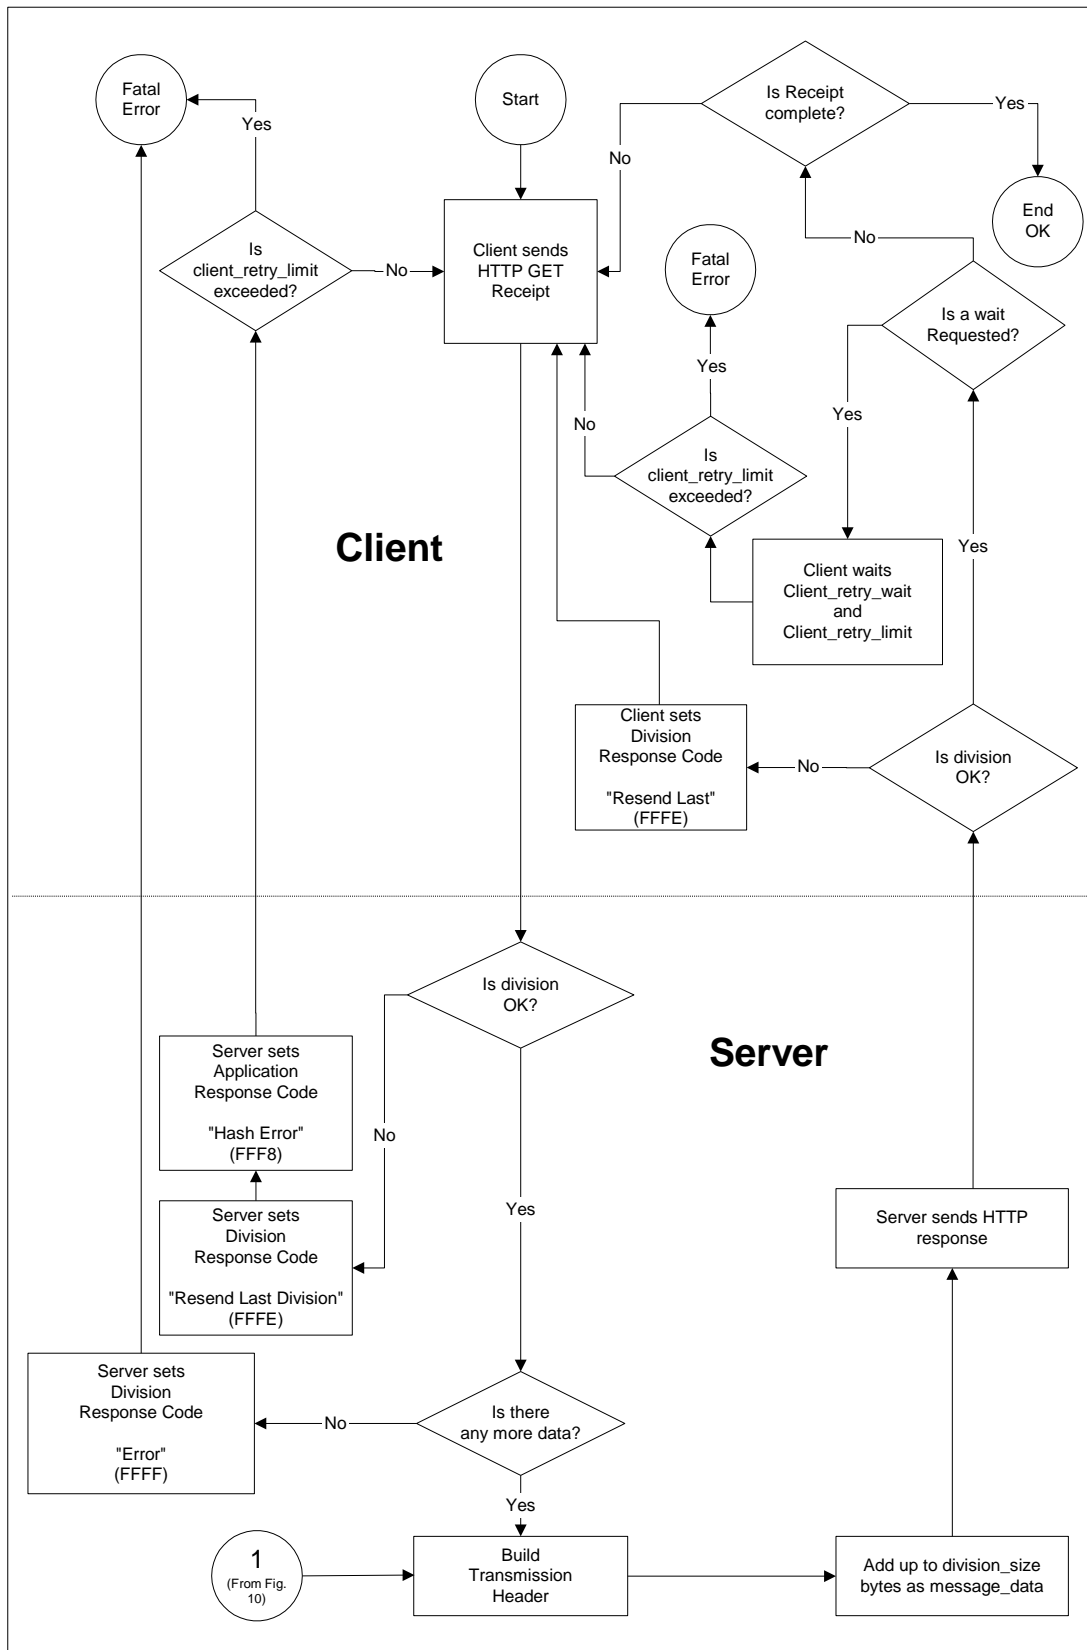 Fatal
Error
Start
Is Receipt
complete?
Yes
Yes
No
End
OK
No
Is
client_retry_limit
exceeded?
No
Client sends
HTTP GET
Receipt
Fatal
Error
Is a wait
Requested?
Yes
Yes
No
Is
client_retry_limit
exceeded?
Yes
Client
Client waits
Client_retry_wait
and
Client_retry_limit
Client sets
Division
Response Code
"Resend Last"
(FFFE)
No
Is division
OK?
Is division
OK?
Server
Server sets
Application
Response Code
"Hash Error"
(FFF8)
No
Yes
Server sets
Division
Response Code
"Resend Last Division"
(FFFE)
Server sends HTTP
response
Server sets
Division
Response Code
"Error"
(FFFF)
No
Is there
any more data?
Yes
1
(From Fig.
10)
Build
Transmission
Header
Add up to division_size
bytes as message_data